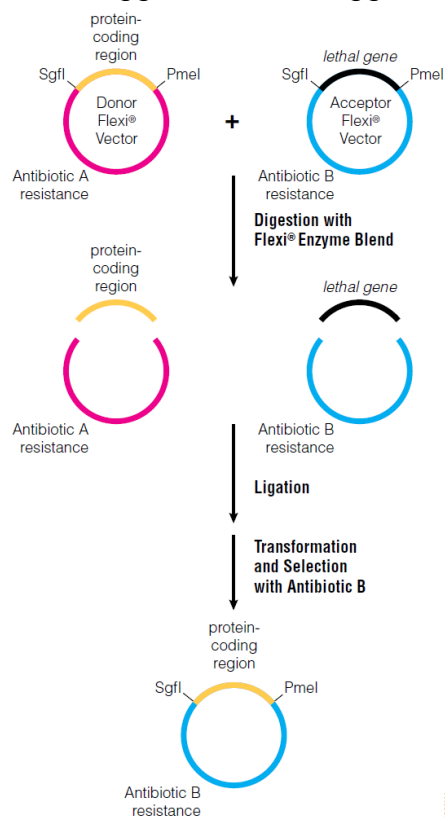 protein-
coding
region
SgfI
PmeI
Donor
Flexi®
Vector
Antibiotic A
resistance
+
lethal gene
SgfI
PmeI
Acceptor
Flexi®
Vector
Antibiotic B
resistance
Digestion with
Flexi® Enzyme Blend
protein-
coding
region
Antibiotic A
resistance
lethal gene
Antibiotic B
resistance
Ligation
Transformation
and Selection
with Antibiotic B
protein-
coding
region
SgfI
PmeI
Antibiotic B
resistance